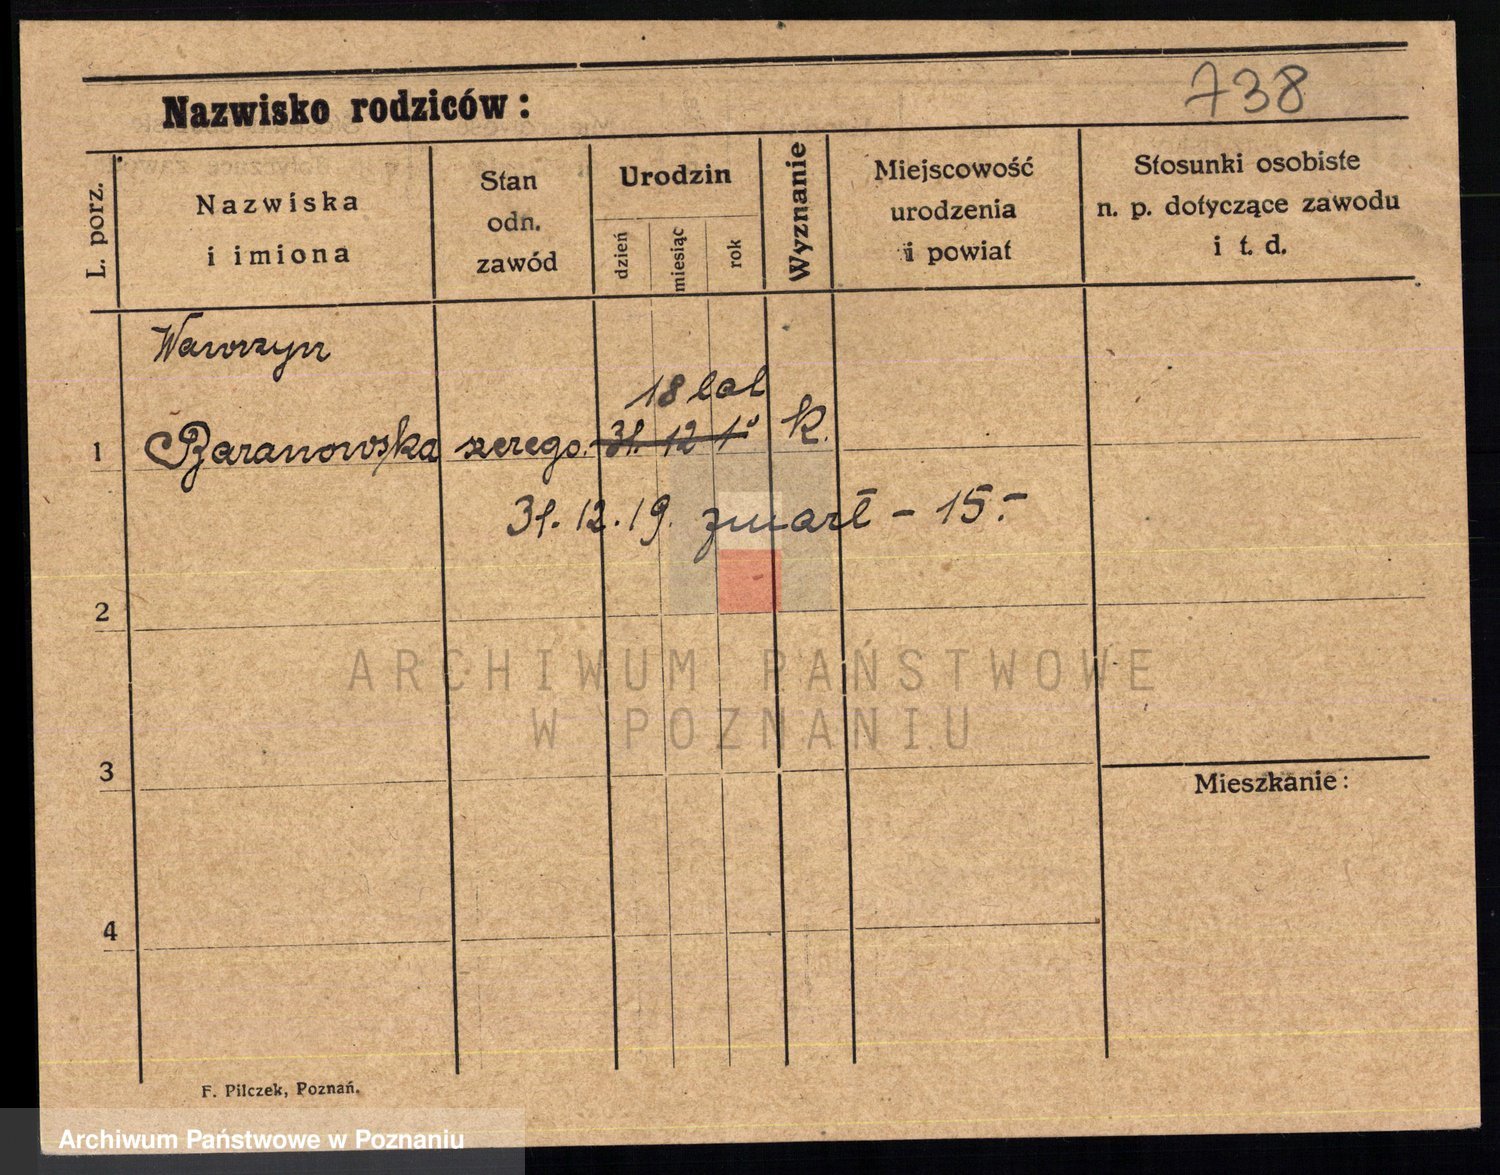 738
Nazwisko rodziców:
L. porz.
Nazwiska
i imiona
Stan
odn.
zawód
Urodzin
dzień
miesiąc
rok
Wyznanie
Miejscowość
urodzenia
i powiat
Stosunki osobiste
n. p. dotyczące zawodu
i t. d.
Wawrzyn
18 lat
1 Baranowska szerego. 31. 12 k.
31.12.19. zmarł – 15.–
2
ARCHIWUM PAŃSTWOWE
W POZNANIU
3
Mieszkanie:
4
F. Pilczek, Poznań.
Archiwum Państwowe w Poznaniu